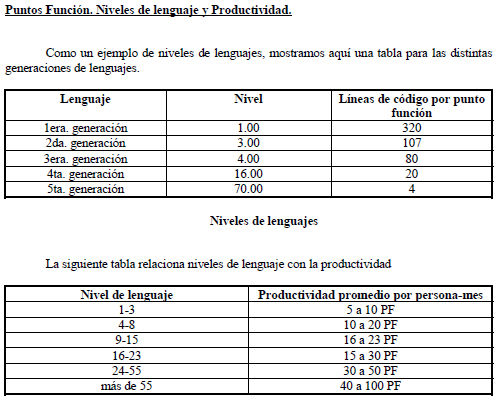 Puntos Función. Niveles de lenguaje y Productividad.
Como un ejemplo de niveles de lenguajes, mostramos aquí una tabla para las distintas
generaciones de lenguajes.
Lenguaje Nivel Líneas de código por punto
función
1era. generación 1.00 320
2da. generación 3.00 107
3era. generación 4.00 80
4ta. generación 16.00 20
5ta. generación 70.00 4
Niveles de lenguajes
La siguiente tabla relaciona niveles de lenguaje con la productividad
Nivel de lenguaje Productividad promedio por persona-mes
1-3 5 a 10 PF
4-8 10 a 20 PF
9-15 16 a 23 PF
16-23 15 a 30 PF
24-55 30 a 50 PF
más de 55 40 a 100 PF